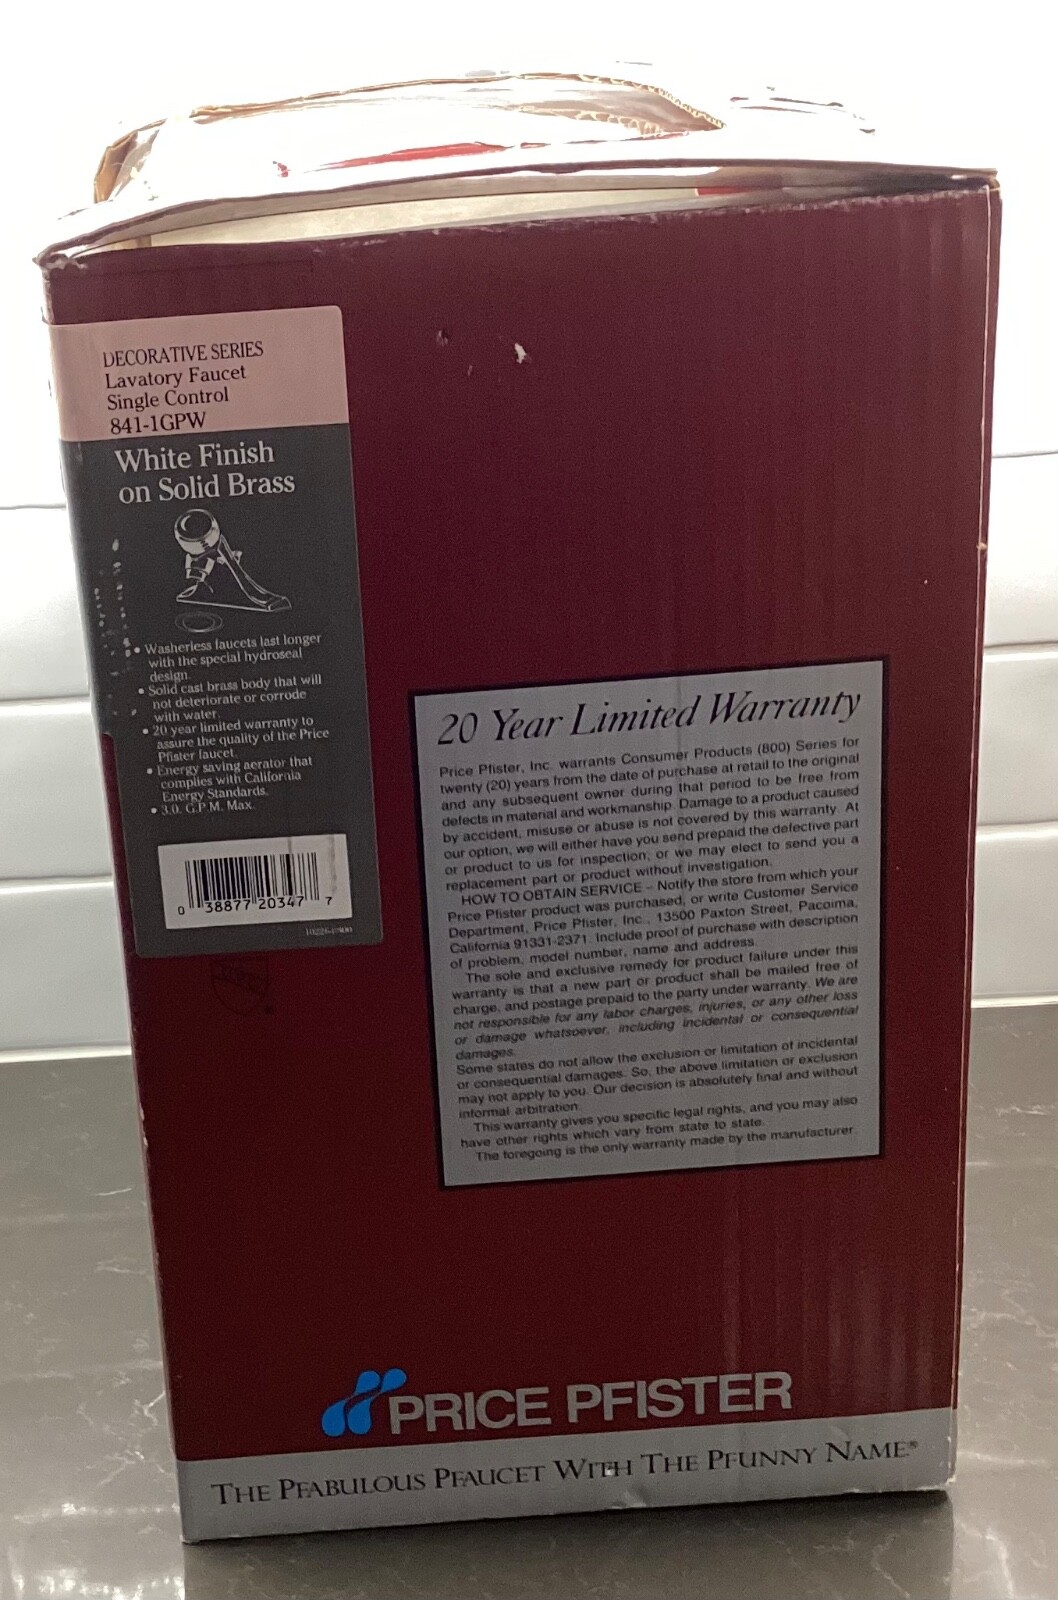 DECORATIVE SERIES
Lavatory Faucet
Single Control
841-1GPW
White Finish
on Solid Brass
• Washerless faucets last longer
with the special hydroseal
design.
• Solid cast brass body that will
not deteriorate or corrode
with water.
• 20 year limited warranty to
assure the quality of the Price
Pfister faucet.
• Energy saving aerator that
complies with California
Energy Standards.
• 3.0. G.P.M. Max.
0 38877 20347 7
20 Year Limited Warranty
Price Pfister, Inc. warrants Consumer Products (800) Series for
twenty (20) years from the date of purchase at retail to the original
and any subsequent owner during that period to be free from
defects in material and workmanship. Damage to a product caused
by accident, misuse or abuse is not covered by this warranty. At
our option, we will either have you send prepaid the defective part
or product to us for inspection, or we may elect to send you a
replacement part or product without investigation.
HOW TO OBTAIN SERVICE – Notify the store from which your
Price Pfister product was purchased, or write Customer Service
Department, Price Pfister, Inc., 13500 Paxton Street, Pacoima,
California 91331-2371. Include proof of purchase with description
of problem, model number, name and address.
The sole and exclusive remedy for product failure under this
warranty is that a new part or product shall be mailed free of
charge, and postage prepaid to the party under warranty. We are
not responsible for any labor charges, injuries, or any other loss
or damage whatsoever, including incidental or consequential
damages.
Some states do not allow the exclusion or limitation of incidental
or consequential damages. So, the above limitation or exclusion
may not apply to you. Our decision is absolutely final and without
informal arbitration.
This warranty gives you specific legal rights, and you may also
have other rights which vary from state to state.
The foregoing is the only warranty made by the manufacturer.
PRICE PFISTER
THE PFABULOUS PFAUCET WITH THE PFUNNY NAME®